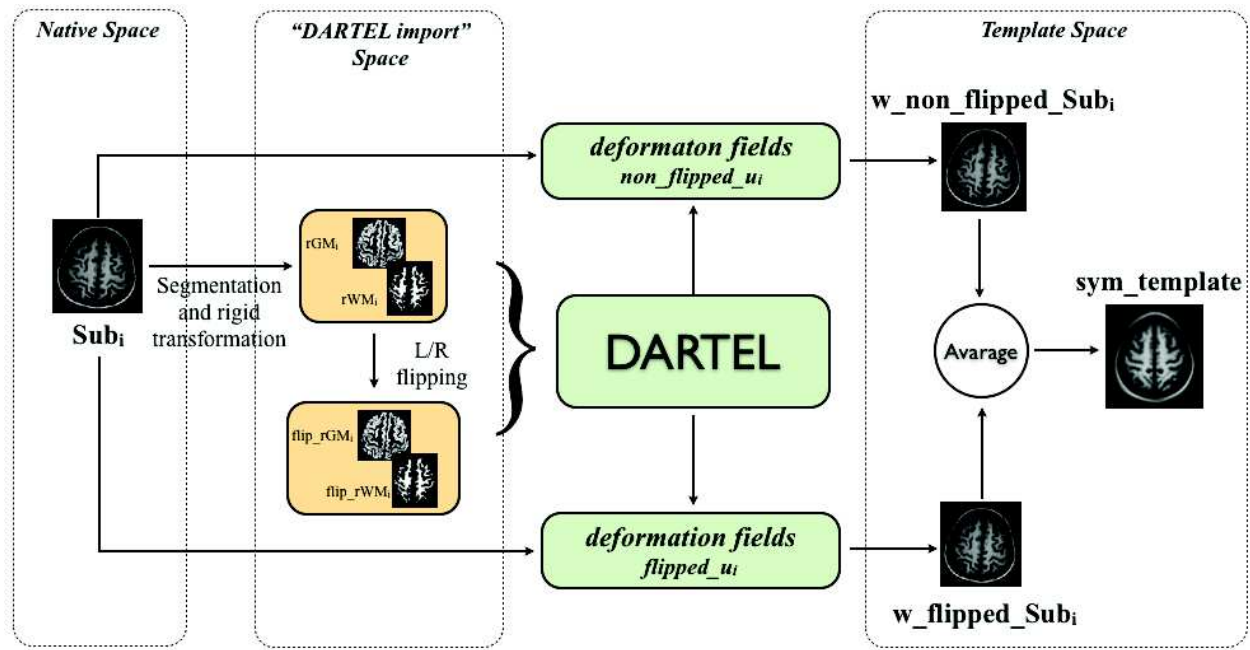 Native Space
“DARTEL import”
Space
Template Space
w_non_flipped_Subᵢ
deformaton fields
non_flipped_uᵢ
rGMᵢ
rWMᵢ
Segmentation
and rigid
transformation
Subᵢ
L/R
flipping
flip_rGMᵢ
flip_rWMᵢ
DARTEL
sym_template
Avarage
deformation fields
flipped_uᵢ
w_flipped_Subᵢ